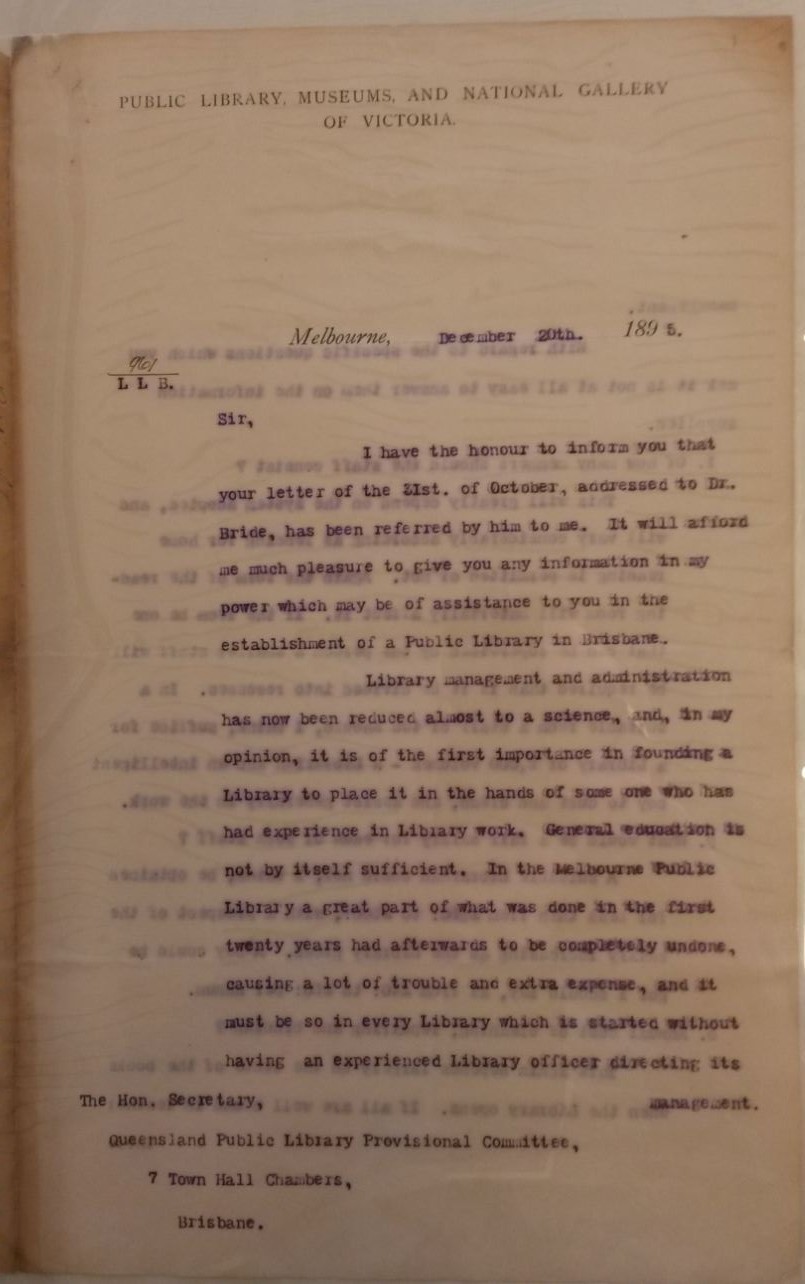 PUBLIC LIBRARY, MUSEUMS, AND NATIONAL GALLERY
OF VICTORIA.
Melbourne, December 20th. 1895.
L L B.
Sir,
I have the honour to inform you that
your letter of the 21st. of October, addressed to Dr.
Bride, has been referred by him to me. It will afford
me much pleasure to give you any information in my
power which may be of assistance to you in the
establishment of a Public Library in Brisbane.
Library management and administration
has now been reduced almost to a science, and, in my
opinion, it is of the first importance in founding a
Library to place it in the hands of some one who has
had experience in Library work. General education is
not by itself sufficient. In the Melbourne Public
Library a great part of what was done in the first
twenty years had afterwards to be completely undone,
causing a lot of trouble and extra expense, and it
must be so in every Library which is started without
having an experienced Library officer directing its
The Hon. Secretary, management.
Queensland Public Library Provisional Committee,
7 Town Hall Chambers,
Brisbane.